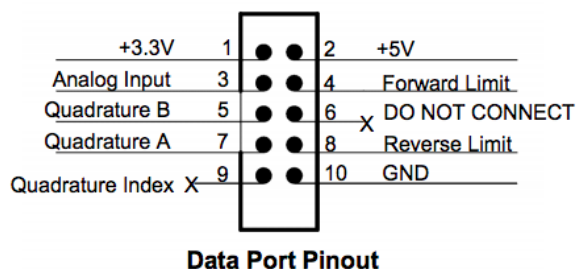 +3.3V 1 2 +5V
Analog Input 3 4 Forward Limit
Quadrature B 5 6 X DO NOT CONNECT
Quadrature A 7 8 Reverse Limit
Quadrature Index X 9 10 GND
Data Port Pinout